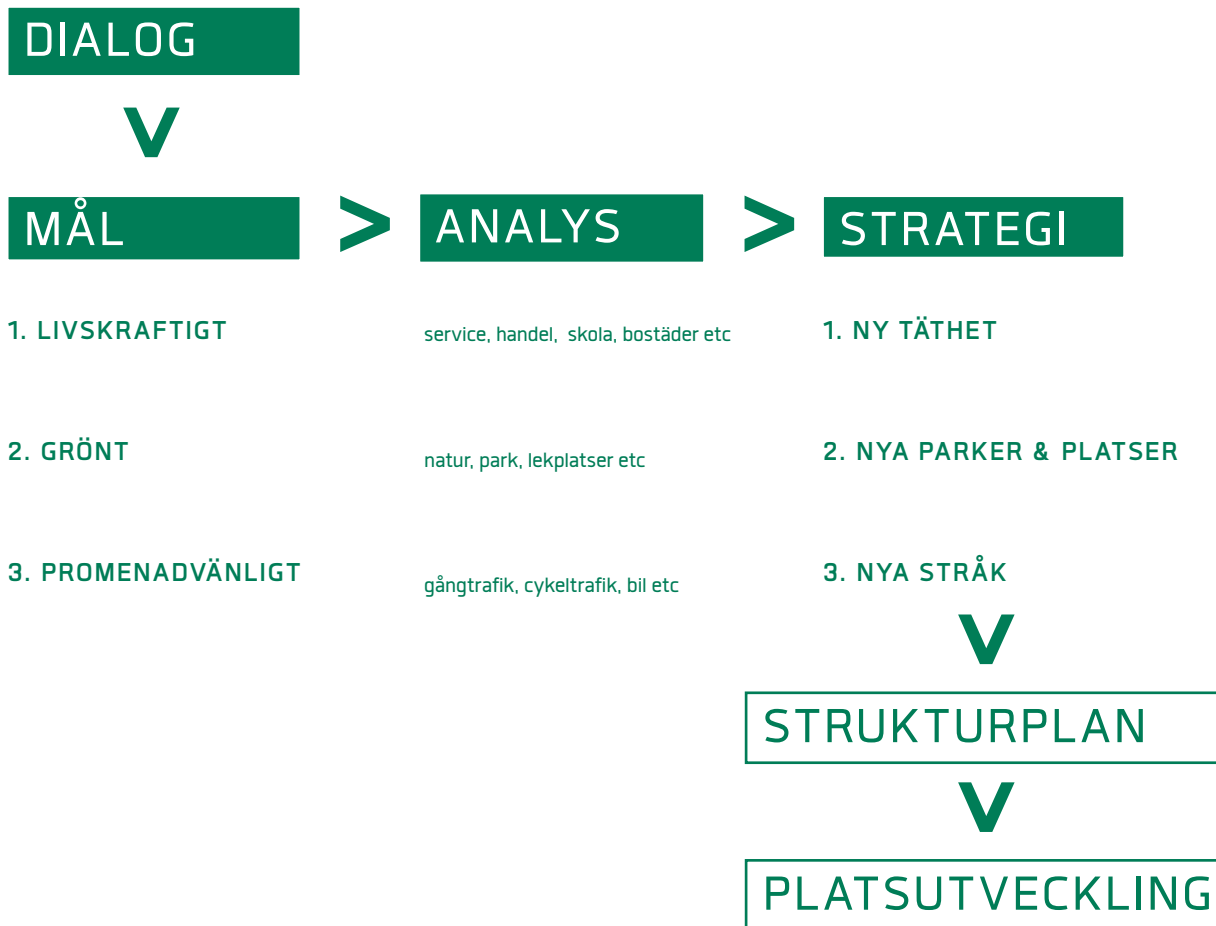 DIALOG
V
MÅL > ANALYS > STRATEGI
1. LIVSKRAFTIGT service, handel, skola, bostäder etc 1. NY TÄTHET
2. GRÖNT natur, park, lekplatser etc 2. NYA PARKER & PLATSER
3. PROMENADVÄNLIGT gångtrafik, cykeltrafik, bil etc 3. NYA STRÅK
V
STRUKTURPLAN
V
PLATSUTVECKLING